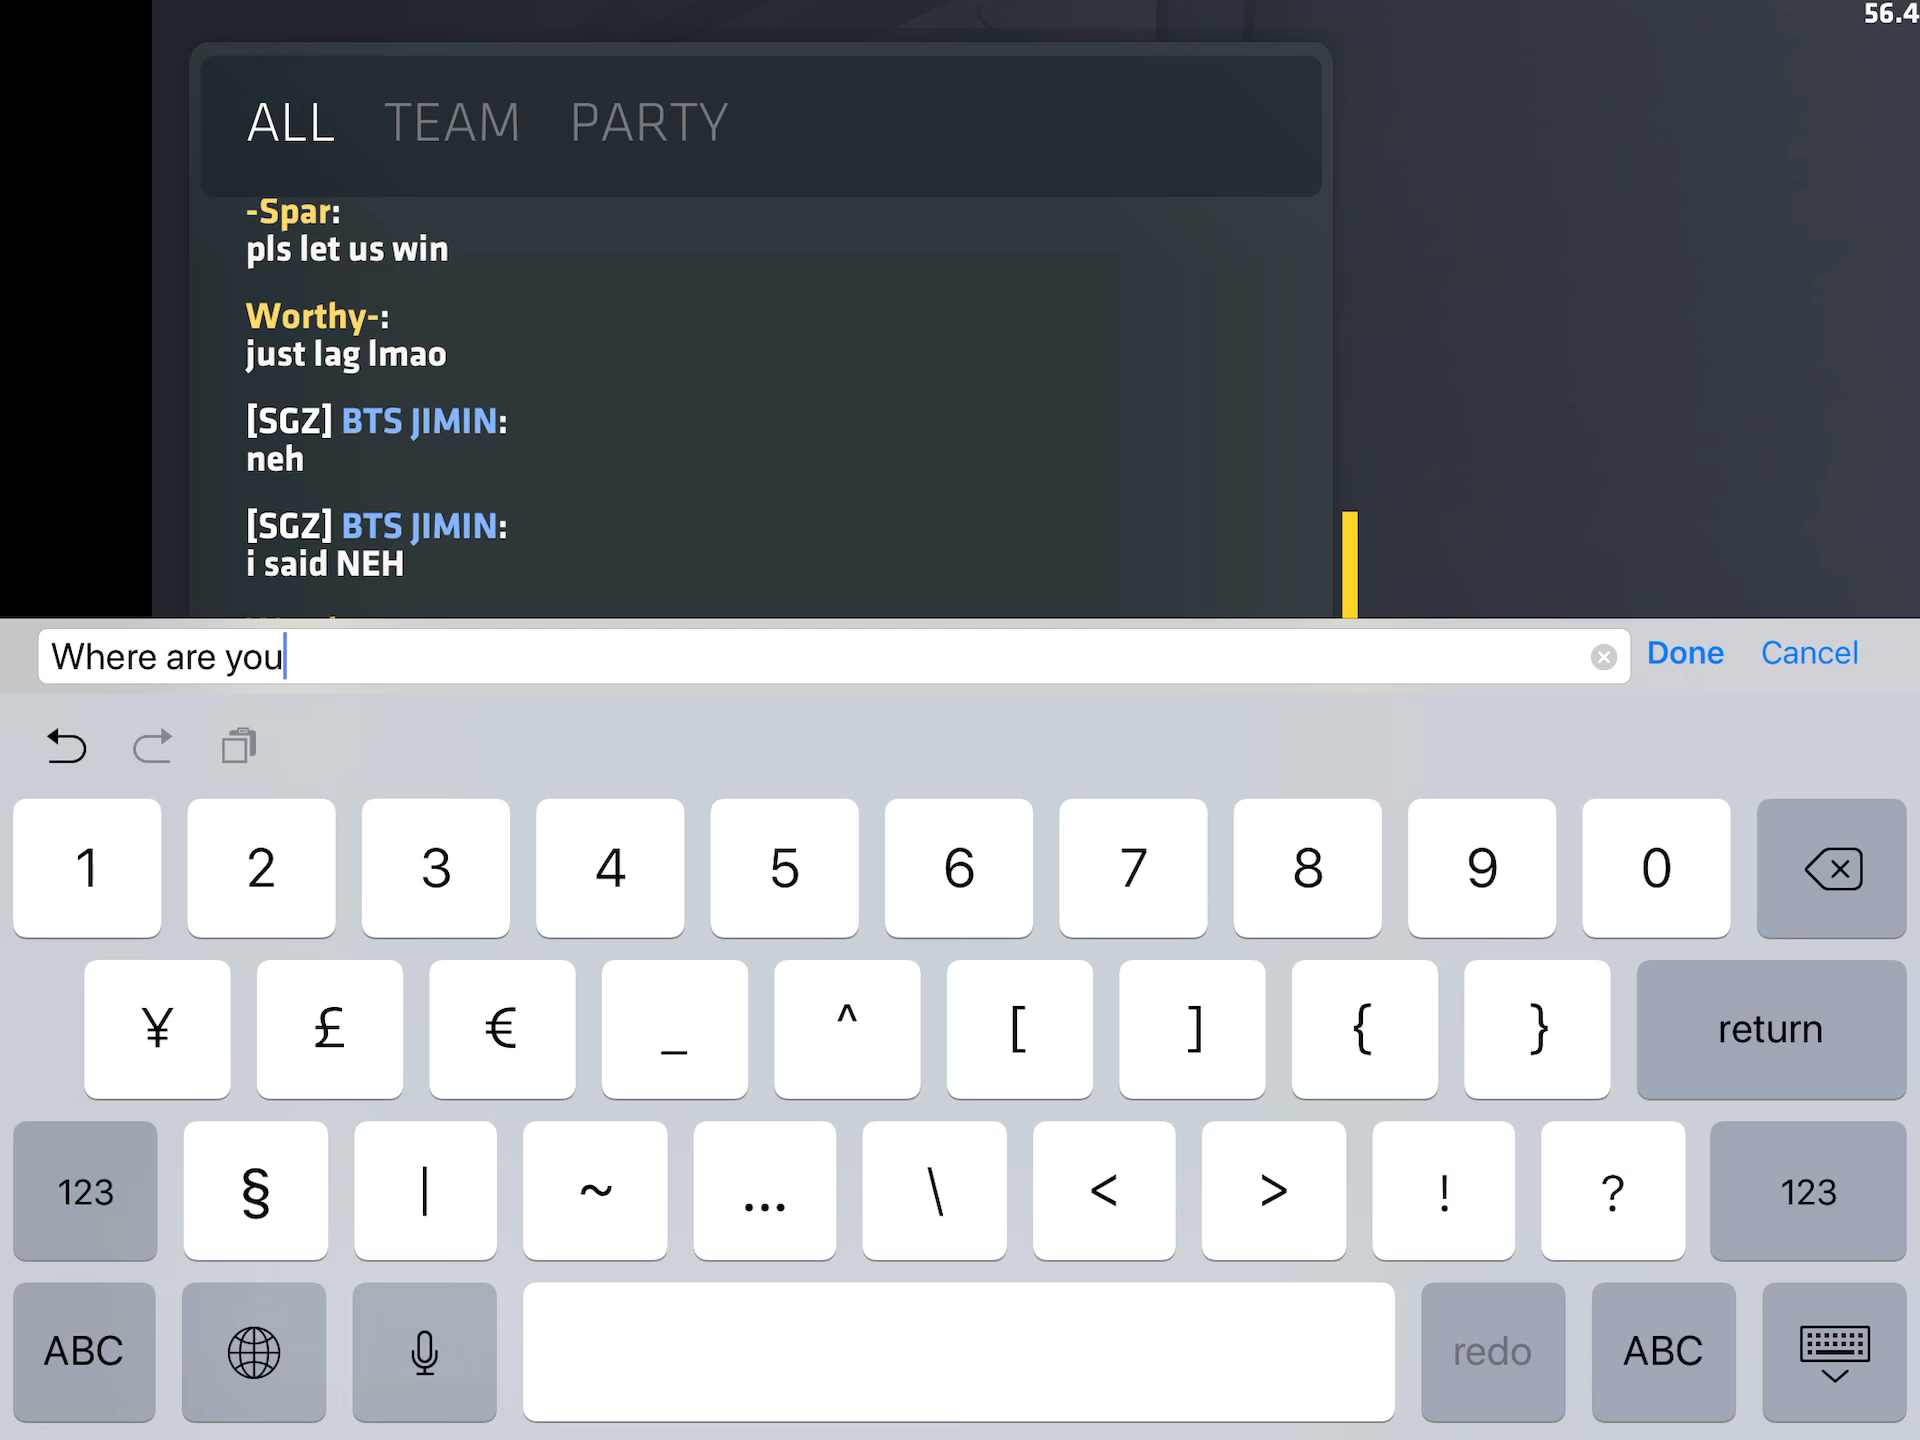 56.4
ALL TEAM PARTY
-Spar:
pls let us win
Worthy-:
just lag lmao
[SGZ] BTS JIMIN:
neh
[SGZ] BTS JIMIN:
i said NEH
Where are you
Done Cancel
1 2 3 4 5 6 7 8 9 0
¥ £ € _ ^ [ ] { } return
123 § | ~ … \ < > ! ? 123
ABC redo ABC